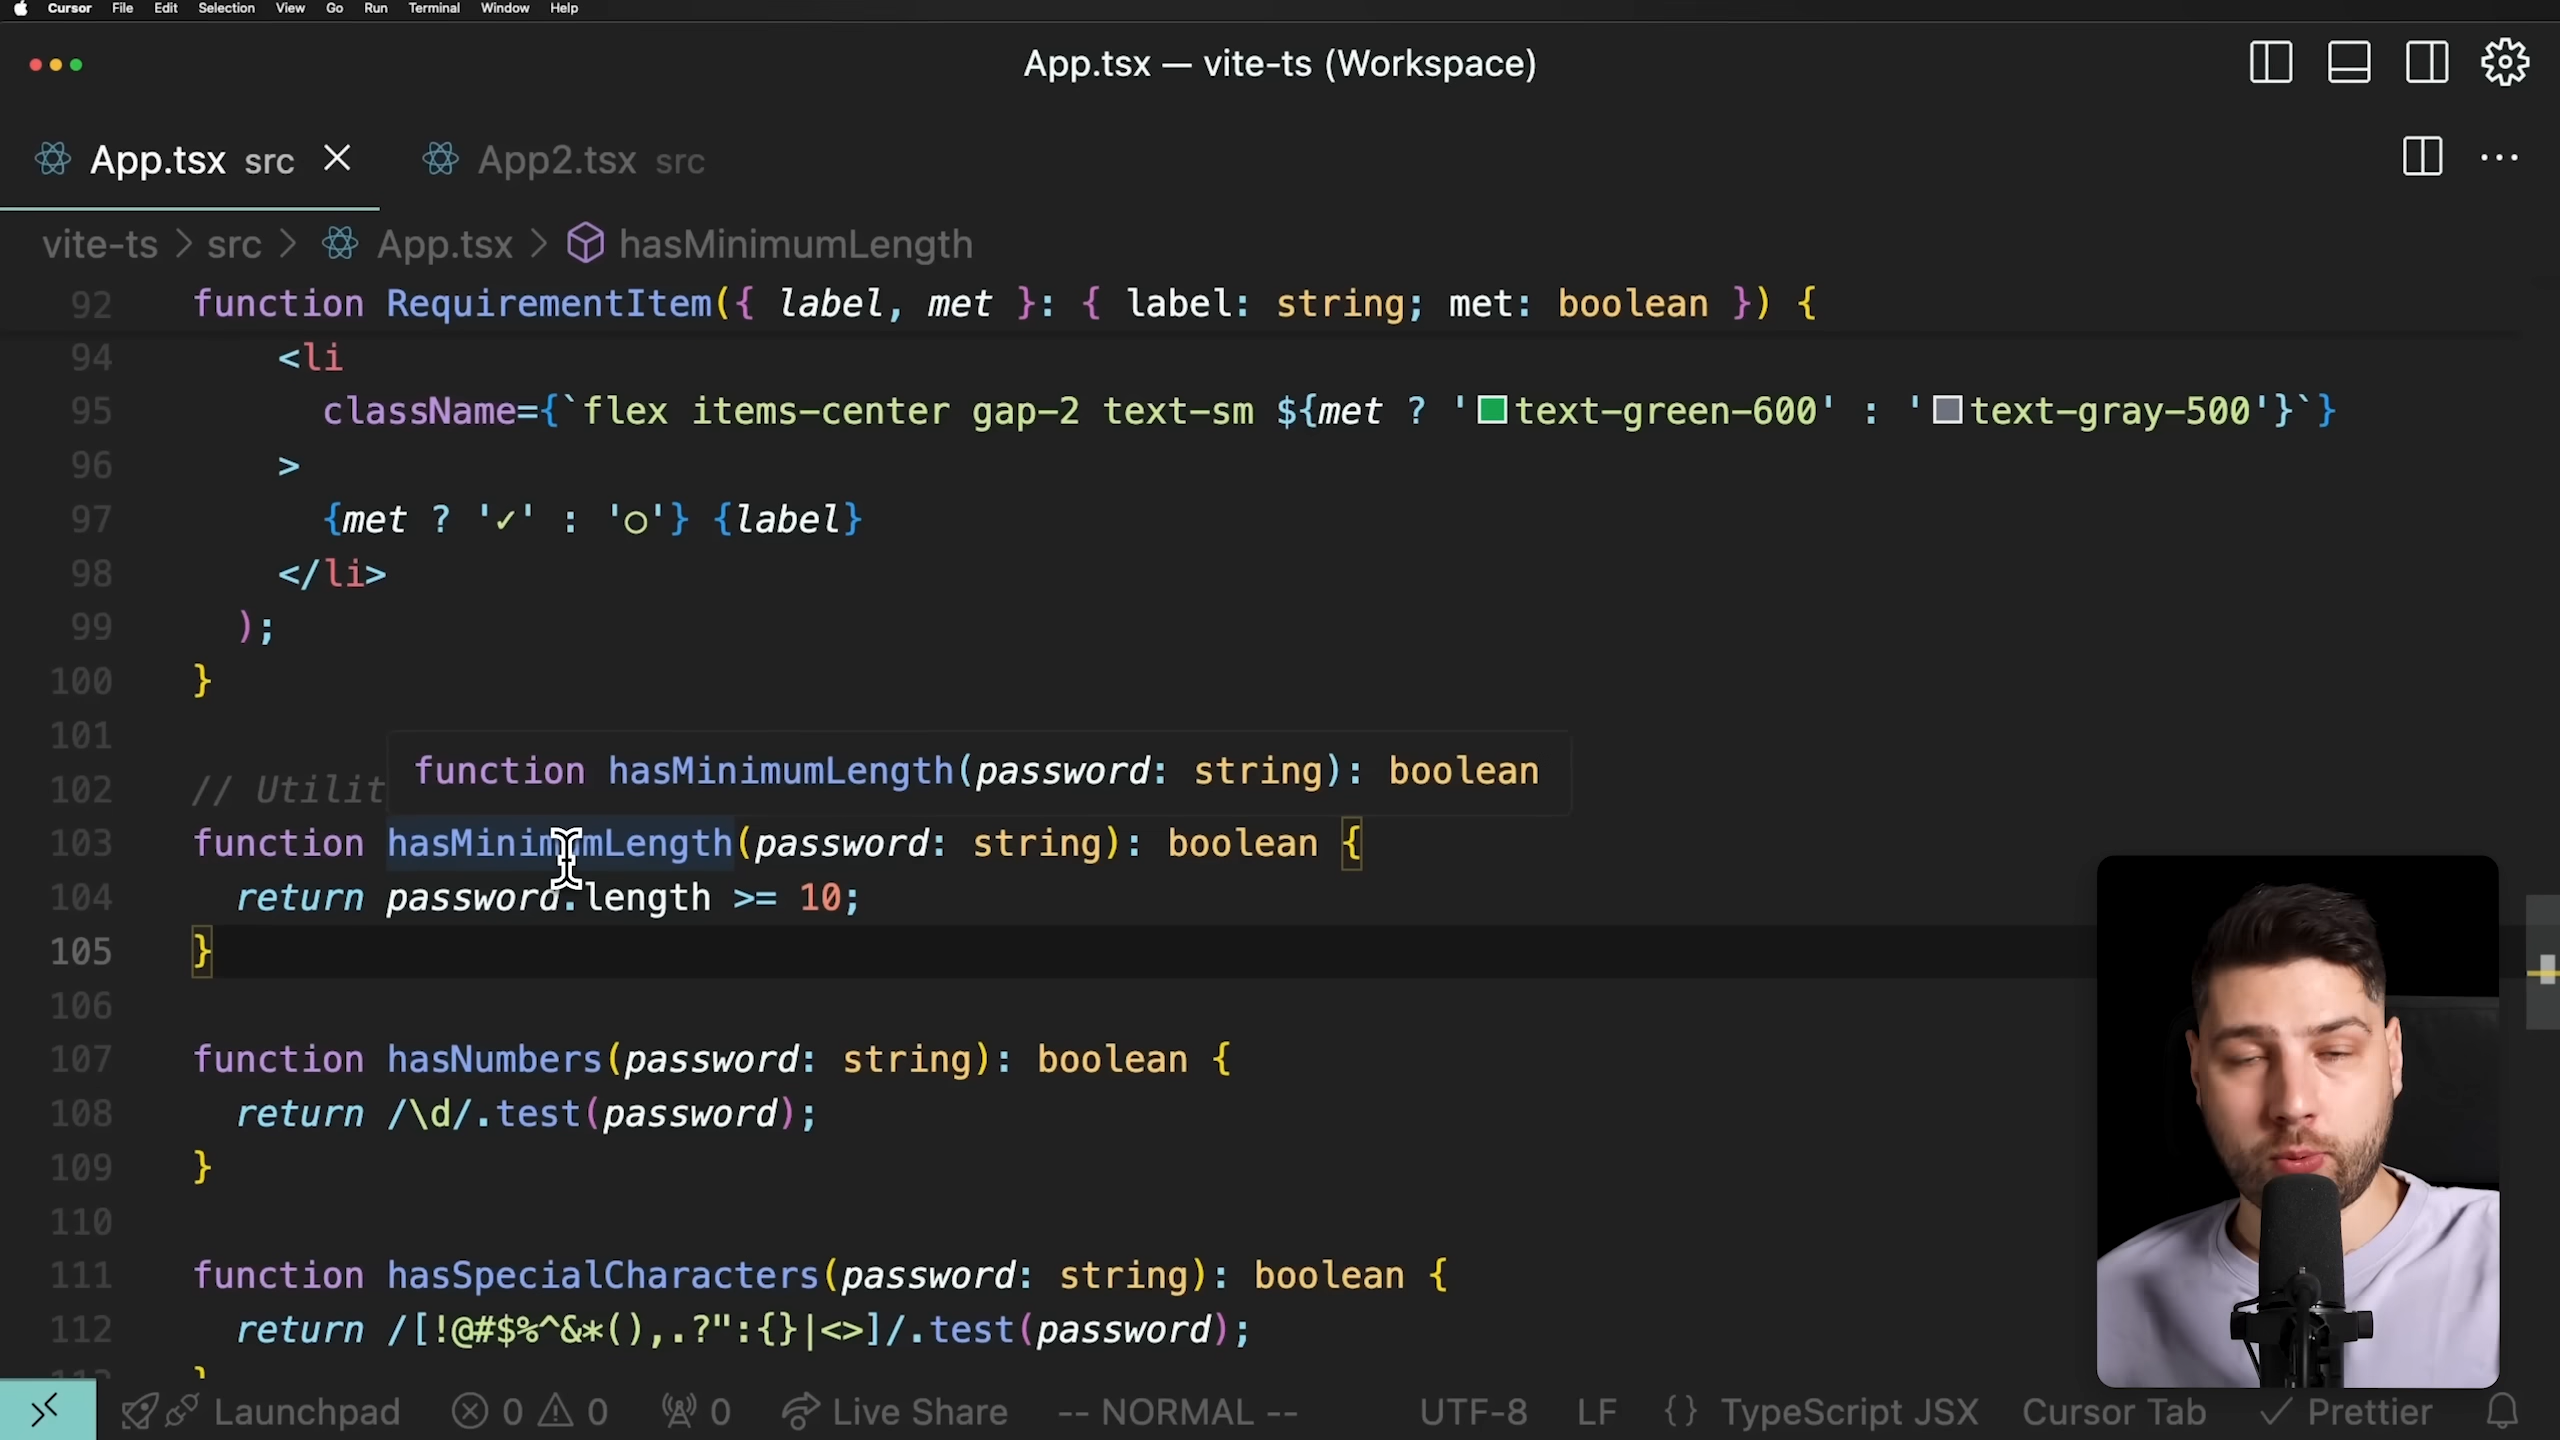 Cursor File Edit Selection View Go Run Terminal Window Help
App.tsx — vite-ts (Workspace)
App.tsx src App2.tsx src
vite-ts > src > App.tsx > hasMinimumLength
92 function RequirementItem({ label, met }: { label: string; met: boolean }) {
94 <li
95 className={`flex items-center gap-2 text-sm ${met ? 'text-green-600' : 'text-gray-500'}`}
96 >
97 {met ? '✓' : '○'} {label}
98 </li>
99 );
100 }
101
function hasMinimumLength(password: string): boolean
102 // Utilit
103 function hasMinimumLength(password: string): boolean {
104 return password.length >= 10;
105 }
106
107 function hasNumbers(password: string): boolean {
108 return /\d/.test(password);
109 }
110
111 function hasSpecialCharacters(password: string): boolean {
112 return /[!@#$%^&*(),.?":{}|<>]/.test(password);
Launchpad 0 0 0 Live Share -- NORMAL -- UTF-8 LF {} TypeScript JSX Cursor Tab ✓ Prettier